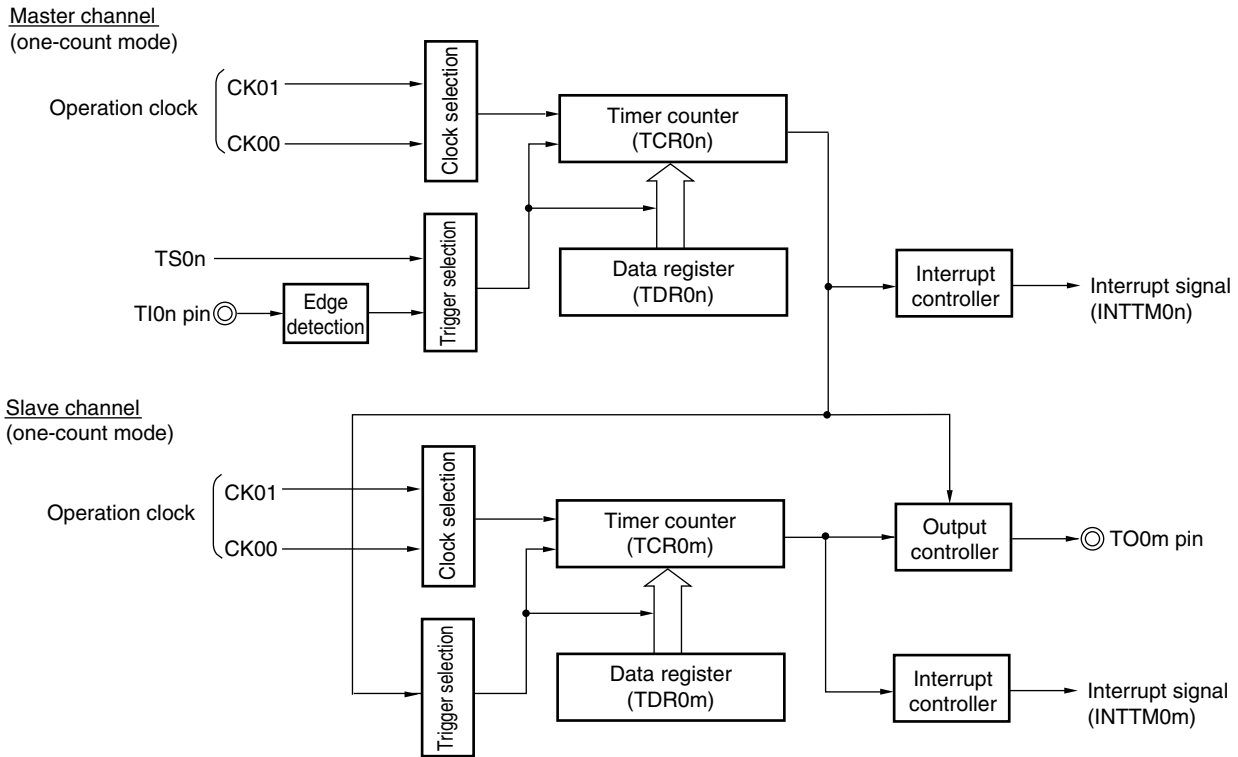 Master channel
(one-count mode)
Operation clock
CK01
CK00
Clock selection
Timer counter
(TCR0n)
TS0n
TI0n pin
Edge
detection
Trigger selection
Data register
(TDR0n)
Interrupt
controller
Interrupt signal
(INTTM0n)
Slave channel
(one-count mode)
Operation clock
CK01
CK00
Clock selection
Timer counter
(TCR0m)
Output
controller
TO0m pin
Trigger selection
Data register
(TDR0m)
Interrupt
controller
Interrupt signal
(INTTM0m)